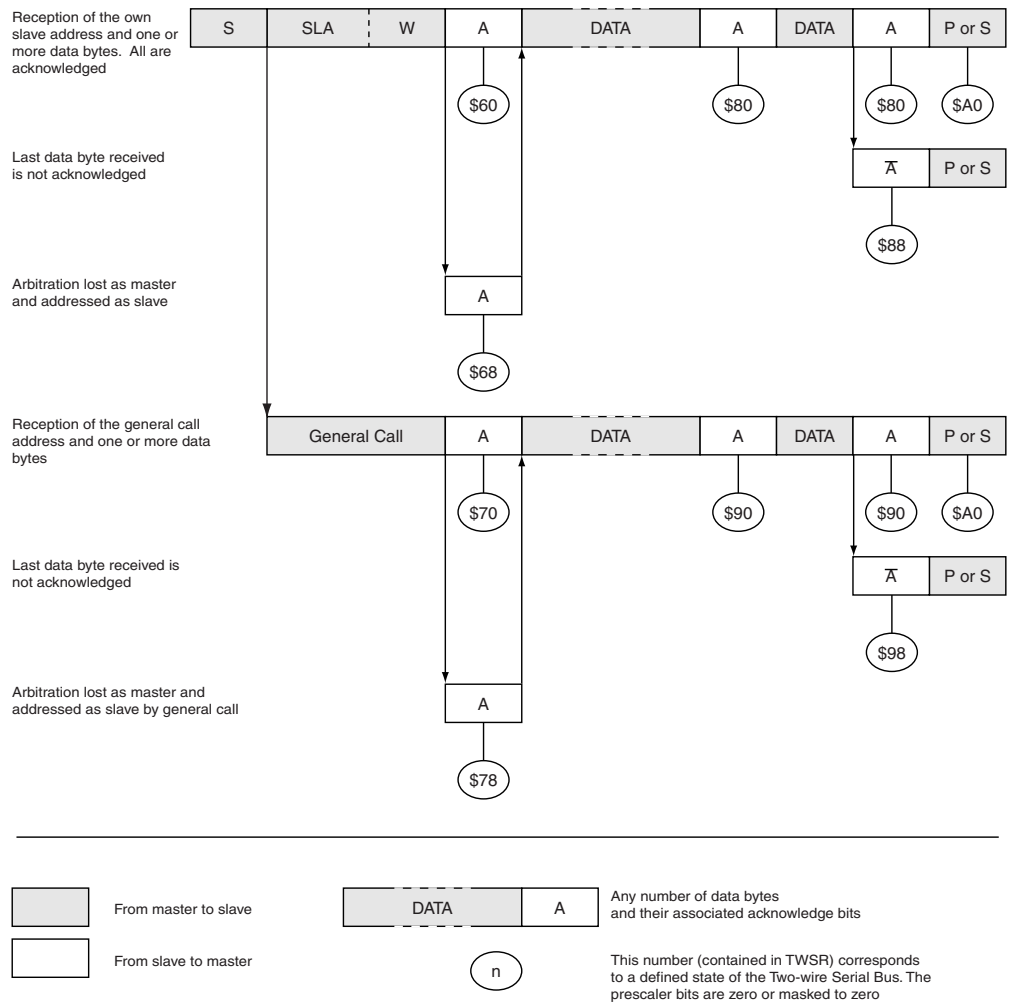 Reception of the own
slave address and one or
more data bytes. All are
acknowledged
S SLA W A DATA A DATA A P or S
$60 $80 $80 $A0
Last data byte received
is not acknowledged
A̅ P or S
$88
Arbitration lost as master
and addressed as slave
A
$68
Reception of the general call
address and one or more data
bytes
General Call A DATA A DATA A P or S
$70 $90 $90 $A0
Last data byte received is
not acknowledged
A̅ P or S
$98
Arbitration lost as master and
addressed as slave by general call
A
$78
From master to slave
DATA A
Any number of data bytes
and their associated acknowledge bits
From slave to master
n
This number (contained in TWSR) corresponds
to a defined state of the Two-wire Serial Bus. The
prescaler bits are zero or masked to zero